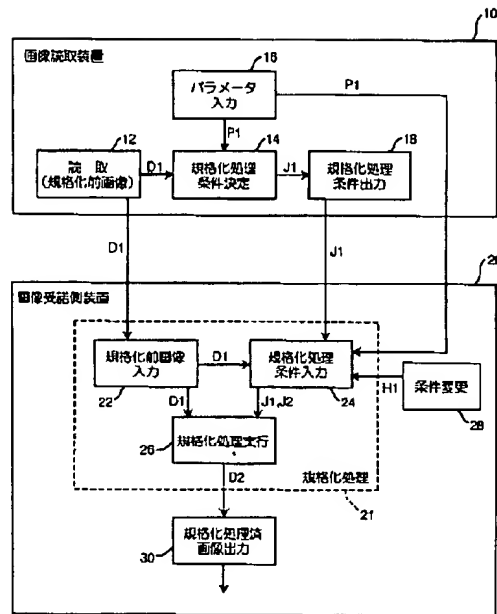 10
画像読取装置
16
パラメータ
入力
P1
P1
12
14
18
読 取
(規格化前画像)
D1
規格化処理
条件決定
J1
規格化処理
条件出力
D1
J1
20
画像受諾側装置
規格化前画像
入力
D1
規格化処理
条件入力
H1
条件変更
22
D1
J1,J2
24
28
26
規格化処理実行
D2
規格化処理
21
30
規格化処理済
画像出力